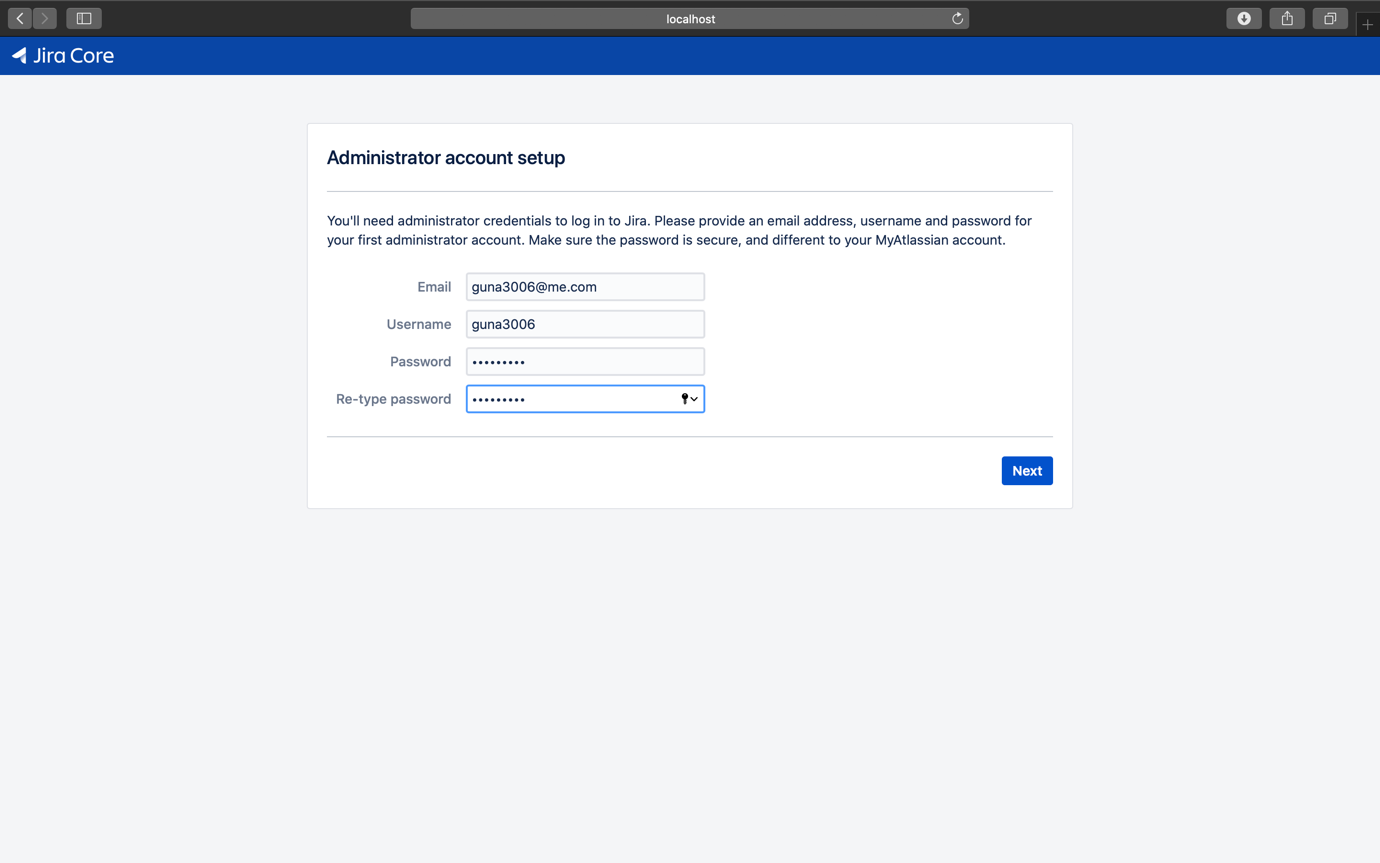 localhost
Jira Core
Administrator account setup
You'll need administrator credentials to log in to Jira. Please provide an email address, username and password for
your first administrator account. Make sure the password is secure, and different to your MyAtlassian account.
Email guna3006@me.com
Username guna3006
Password •••••••••
Re-type password •••••••••
Next